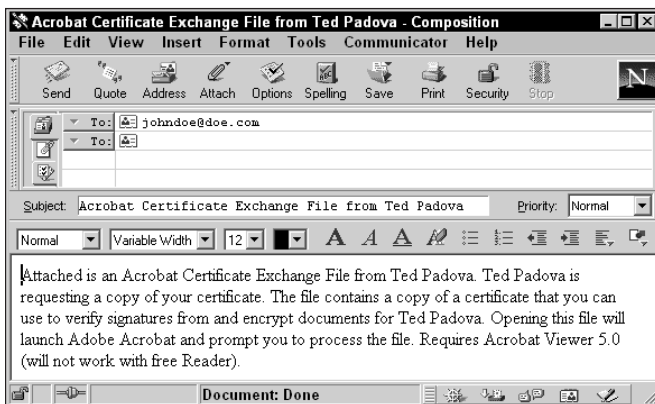 Acrobat Certificate Exchange File from Ted Padova - Composition
File Edit View Insert Format Tools Communicator Help
Send Quote Address Attach Options Spelling Save Print Security Stop
N
To: johndoe@doe.com
To:
Subject: Acrobat Certificate Exchange File from Ted Padova Priority: Normal
Normal Variable Width 12 A A A
Attached is an Acrobat Certificate Exchange File from Ted Padova. Ted Padova is
requesting a copy of your certificate. The file contains a copy of a certificate that you can
use to verify signatures from and encrypt documents for Ted Padova. Opening this file will
launch Adobe Acrobat and prompt you to process the file. Requires Acrobat Viewer 5.0
(will not work with free Reader).
Document: Done